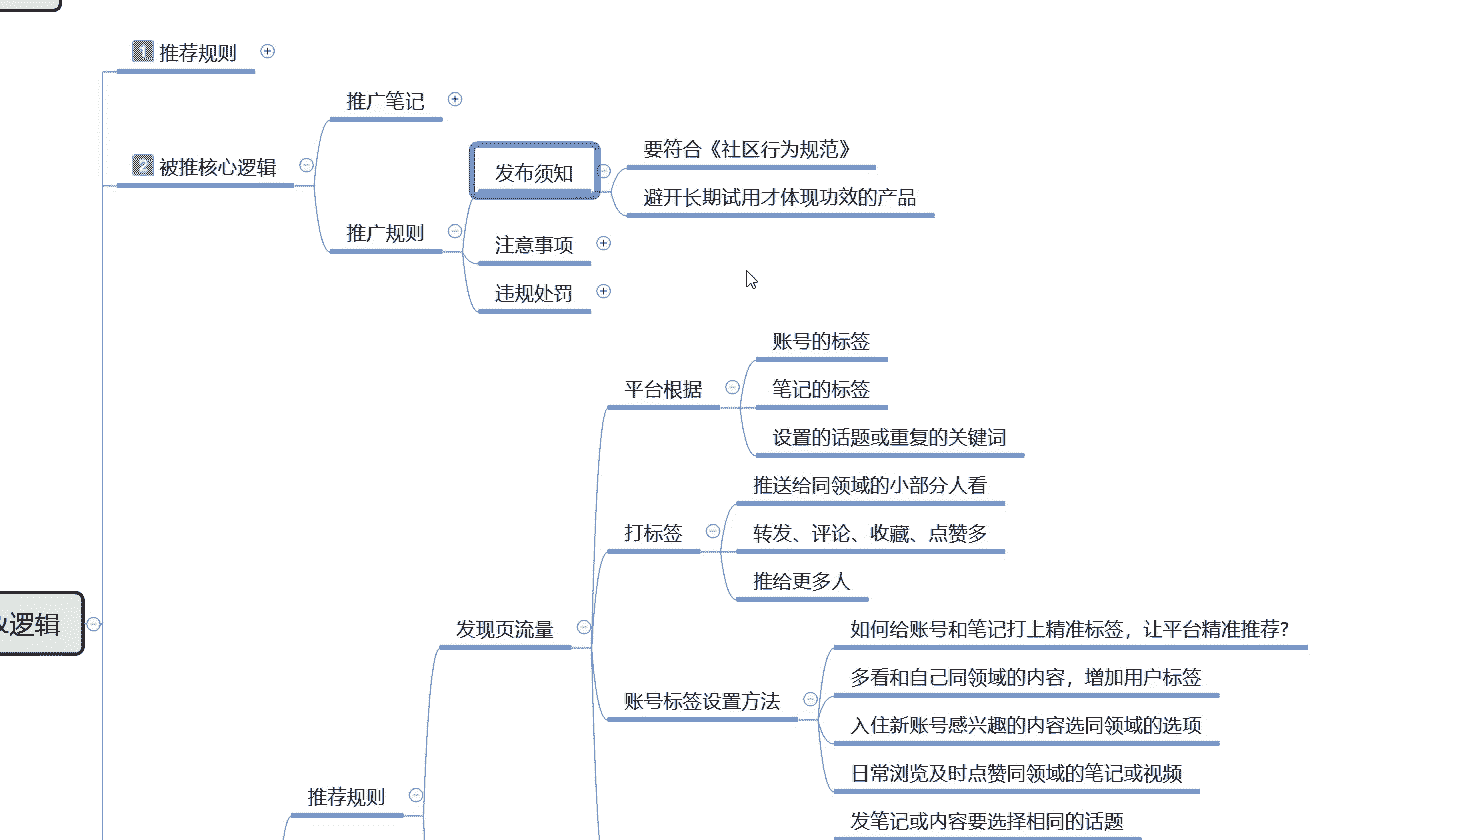 1 推荐规则
推广笔记
2 被推核心逻辑
发布须知
要符合《社区行为规范》
避开长期试用才体现功效的产品
推广规则
注意事项
违规处罚
平台根据
账号的标签
笔记的标签
设置的话题或重复的关键词
打标签
推送给同领域的小部分人看
转发、评论、收藏、点赞多
推给更多人
逻辑
发现页流量
账号标签设置方法
如何给账号和笔记打上精准标签，让平台精准推荐?
多看和自己同领域的内容，增加用户标签
入住新账号感兴趣的内容选同领域的选项
日常浏览及时点赞同领域的笔记或视频
推荐规则
发笔记或内容要选择相同的话题